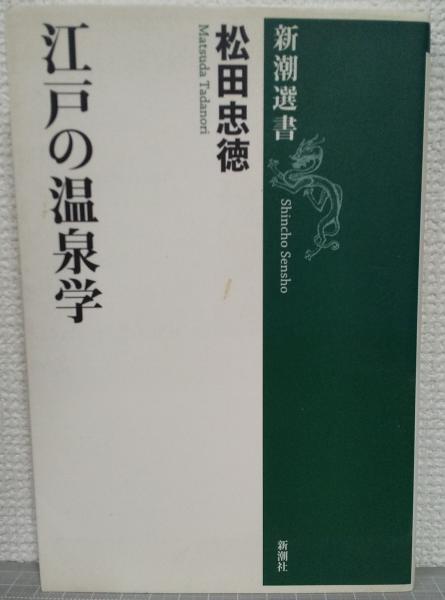 新潮選書
Shincho Sensho
松田忠徳
Matsuda Tadanori
江戸の温泉学
新潮社